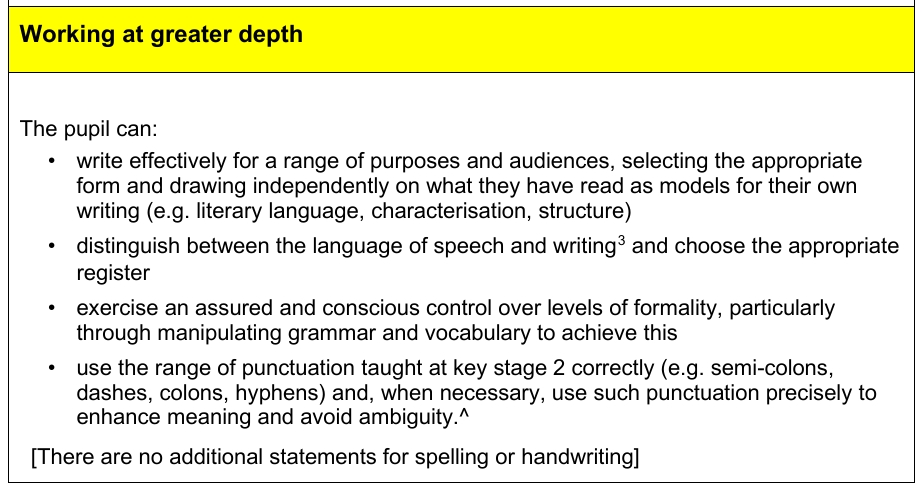 Working at greater depth
The pupil can:
• write effectively for a range of purposes and audiences, selecting the appropriate
form and drawing independently on what they have read as models for their own
writing (e.g. literary language, characterisation, structure)
• distinguish between the language of speech and writing³ and choose the appropriate
register
• exercise an assured and conscious control over levels of formality, particularly
through manipulating grammar and vocabulary to achieve this
• use the range of punctuation taught at key stage 2 correctly (e.g. semi-colons,
dashes, colons, hyphens) and, when necessary, use such punctuation precisely to
enhance meaning and avoid ambiguity.^
[There are no additional statements for spelling or handwriting]